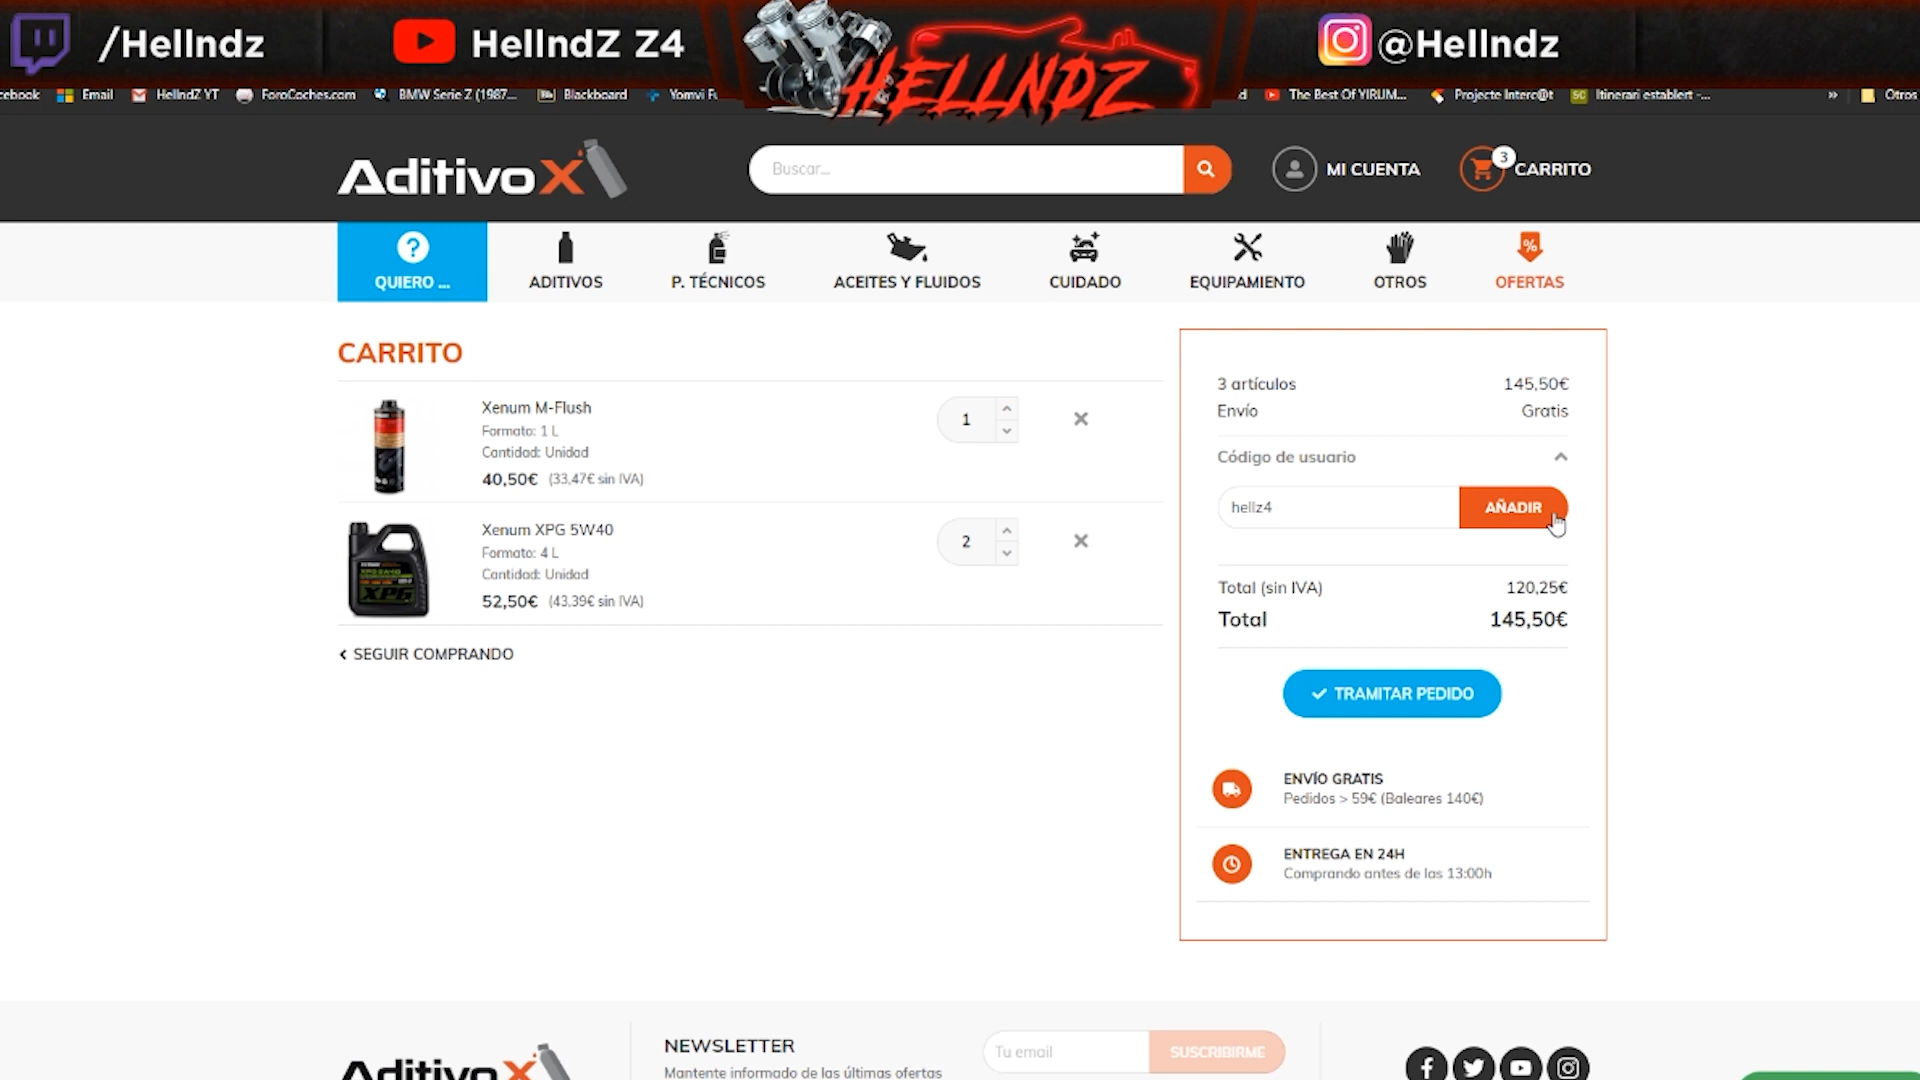 /Hellndz
HellndZ Z4
HELLNDZ
@Hellndz
cebook
Email
HellndZ YT
ForoCoches.com
BMW Serie Z (1987...
Blackboard
Yomvi Fu
d
The Best Of YIRUM...
Projecte Interc@t
Itinerari establert -...
»
Otros
AditivoX
Buscar...
MI CUENTA
3
CARRITO
QUIERO ...
ADITIVOS
P. TÉCNICOS
ACEITES Y FLUIDOS
CUIDADO
EQUIPAMIENTO
OTROS
OFERTAS
CARRITO
Xenum M-Flush
Formato: 1 L
Cantidad: Unidad
40,50€ (33,47€ sin IVA)
1
Xenum XPG 5W40
Formato: 4 L
Cantidad: Unidad
52,50€ (43,39€ sin IVA)
2
XPG
SEGUIR COMPRANDO
3 artículos 145,50€
Envío Gratis
Código de usuario
hellz4
AÑADIR
Total (sin IVA) 120,25€
Total 145,50€
TRAMITAR PEDIDO
ENVÍO GRATIS
Pedidos > 59€ (Baleares 140€)
ENTREGA EN 24H
Comprando antes de las 13:00h
AditivoX
NEWSLETTER
Mantente informado de las últimas ofertas
Tu email
SUSCRIBIRME